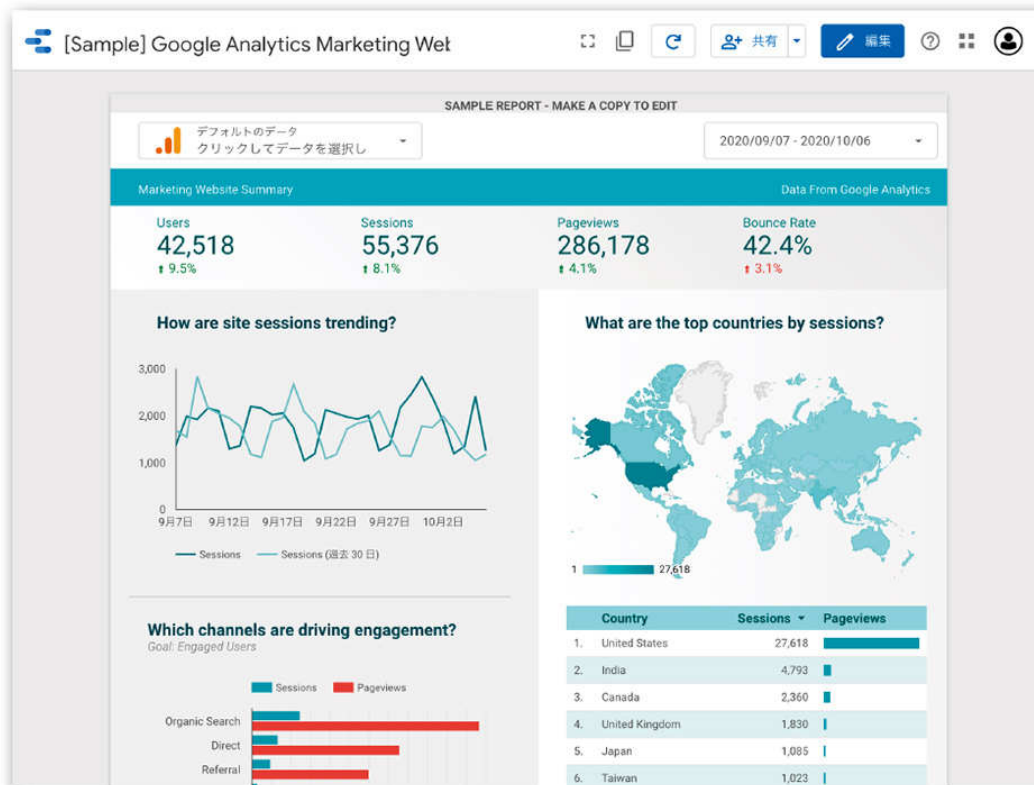 [Sample] Google Analytics Marketing Wel
共有
編集
SAMPLE REPORT - MAKE A COPY TO EDIT
デフォルトのデータ
クリックしてデータを選択し
2020/09/07 - 2020/10/06
Marketing Website Summary
Data From Google Analytics
Users
Sessions
Pageviews
Bounce Rate
42,518
55,376
286,178
42.4%
9.5%
8.1%
4.1%
3.1%
How are site sessions trending?
3,000
2,000
1,000
0
9月7日 9月12日 9月17日 9月22日 9月27日 10月2日
Sessions Sessions (過去 30 日)
Which channels are driving engagement?
Goal: Engaged Users
Sessions Pageviews
Organic Search
Direct
Referral
What are the top countries by sessions?
1 27,618
Country Sessions Pageviews
1. United States 27,618
2. India 4,793
3. Canada 2,360
4. United Kingdom 1,830
5. Japan 1,085
6. Taiwan 1,023